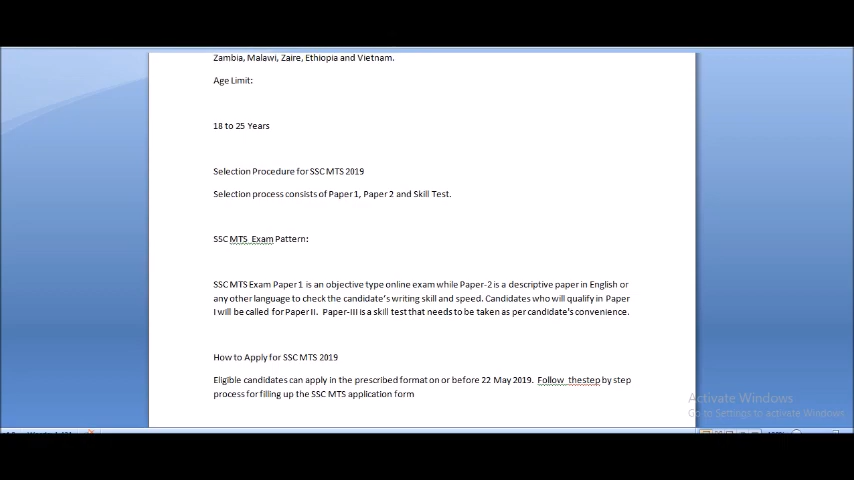 Zambia, Malawi, Zaire, Ethiopia and Vietnam.
Age Limit:
18 to 25 Years
Selection Procedure for SSC MTS 2019
Selection process consists of Paper 1, Paper 2 and Skill Test.
SSC MTS Exam Pattern:
SSC MTS Exam Paper 1 is an objective type online exam while Paper-2 is a descriptive paper in English or
any other language to check the candidate's writing skill and speed. Candidates who will qualify in Paper
I will be called for Paper II. Paper-III is a skill test that needs to be taken as per candidate's convenience.
How to Apply for SSC MTS 2019
Eligible candidates can apply in the prescribed format on or before 22 May 2019. Follow thestep by step
process for filling up the SSC MTS application form
Activate Windows
Go to Settings to activate Windows.